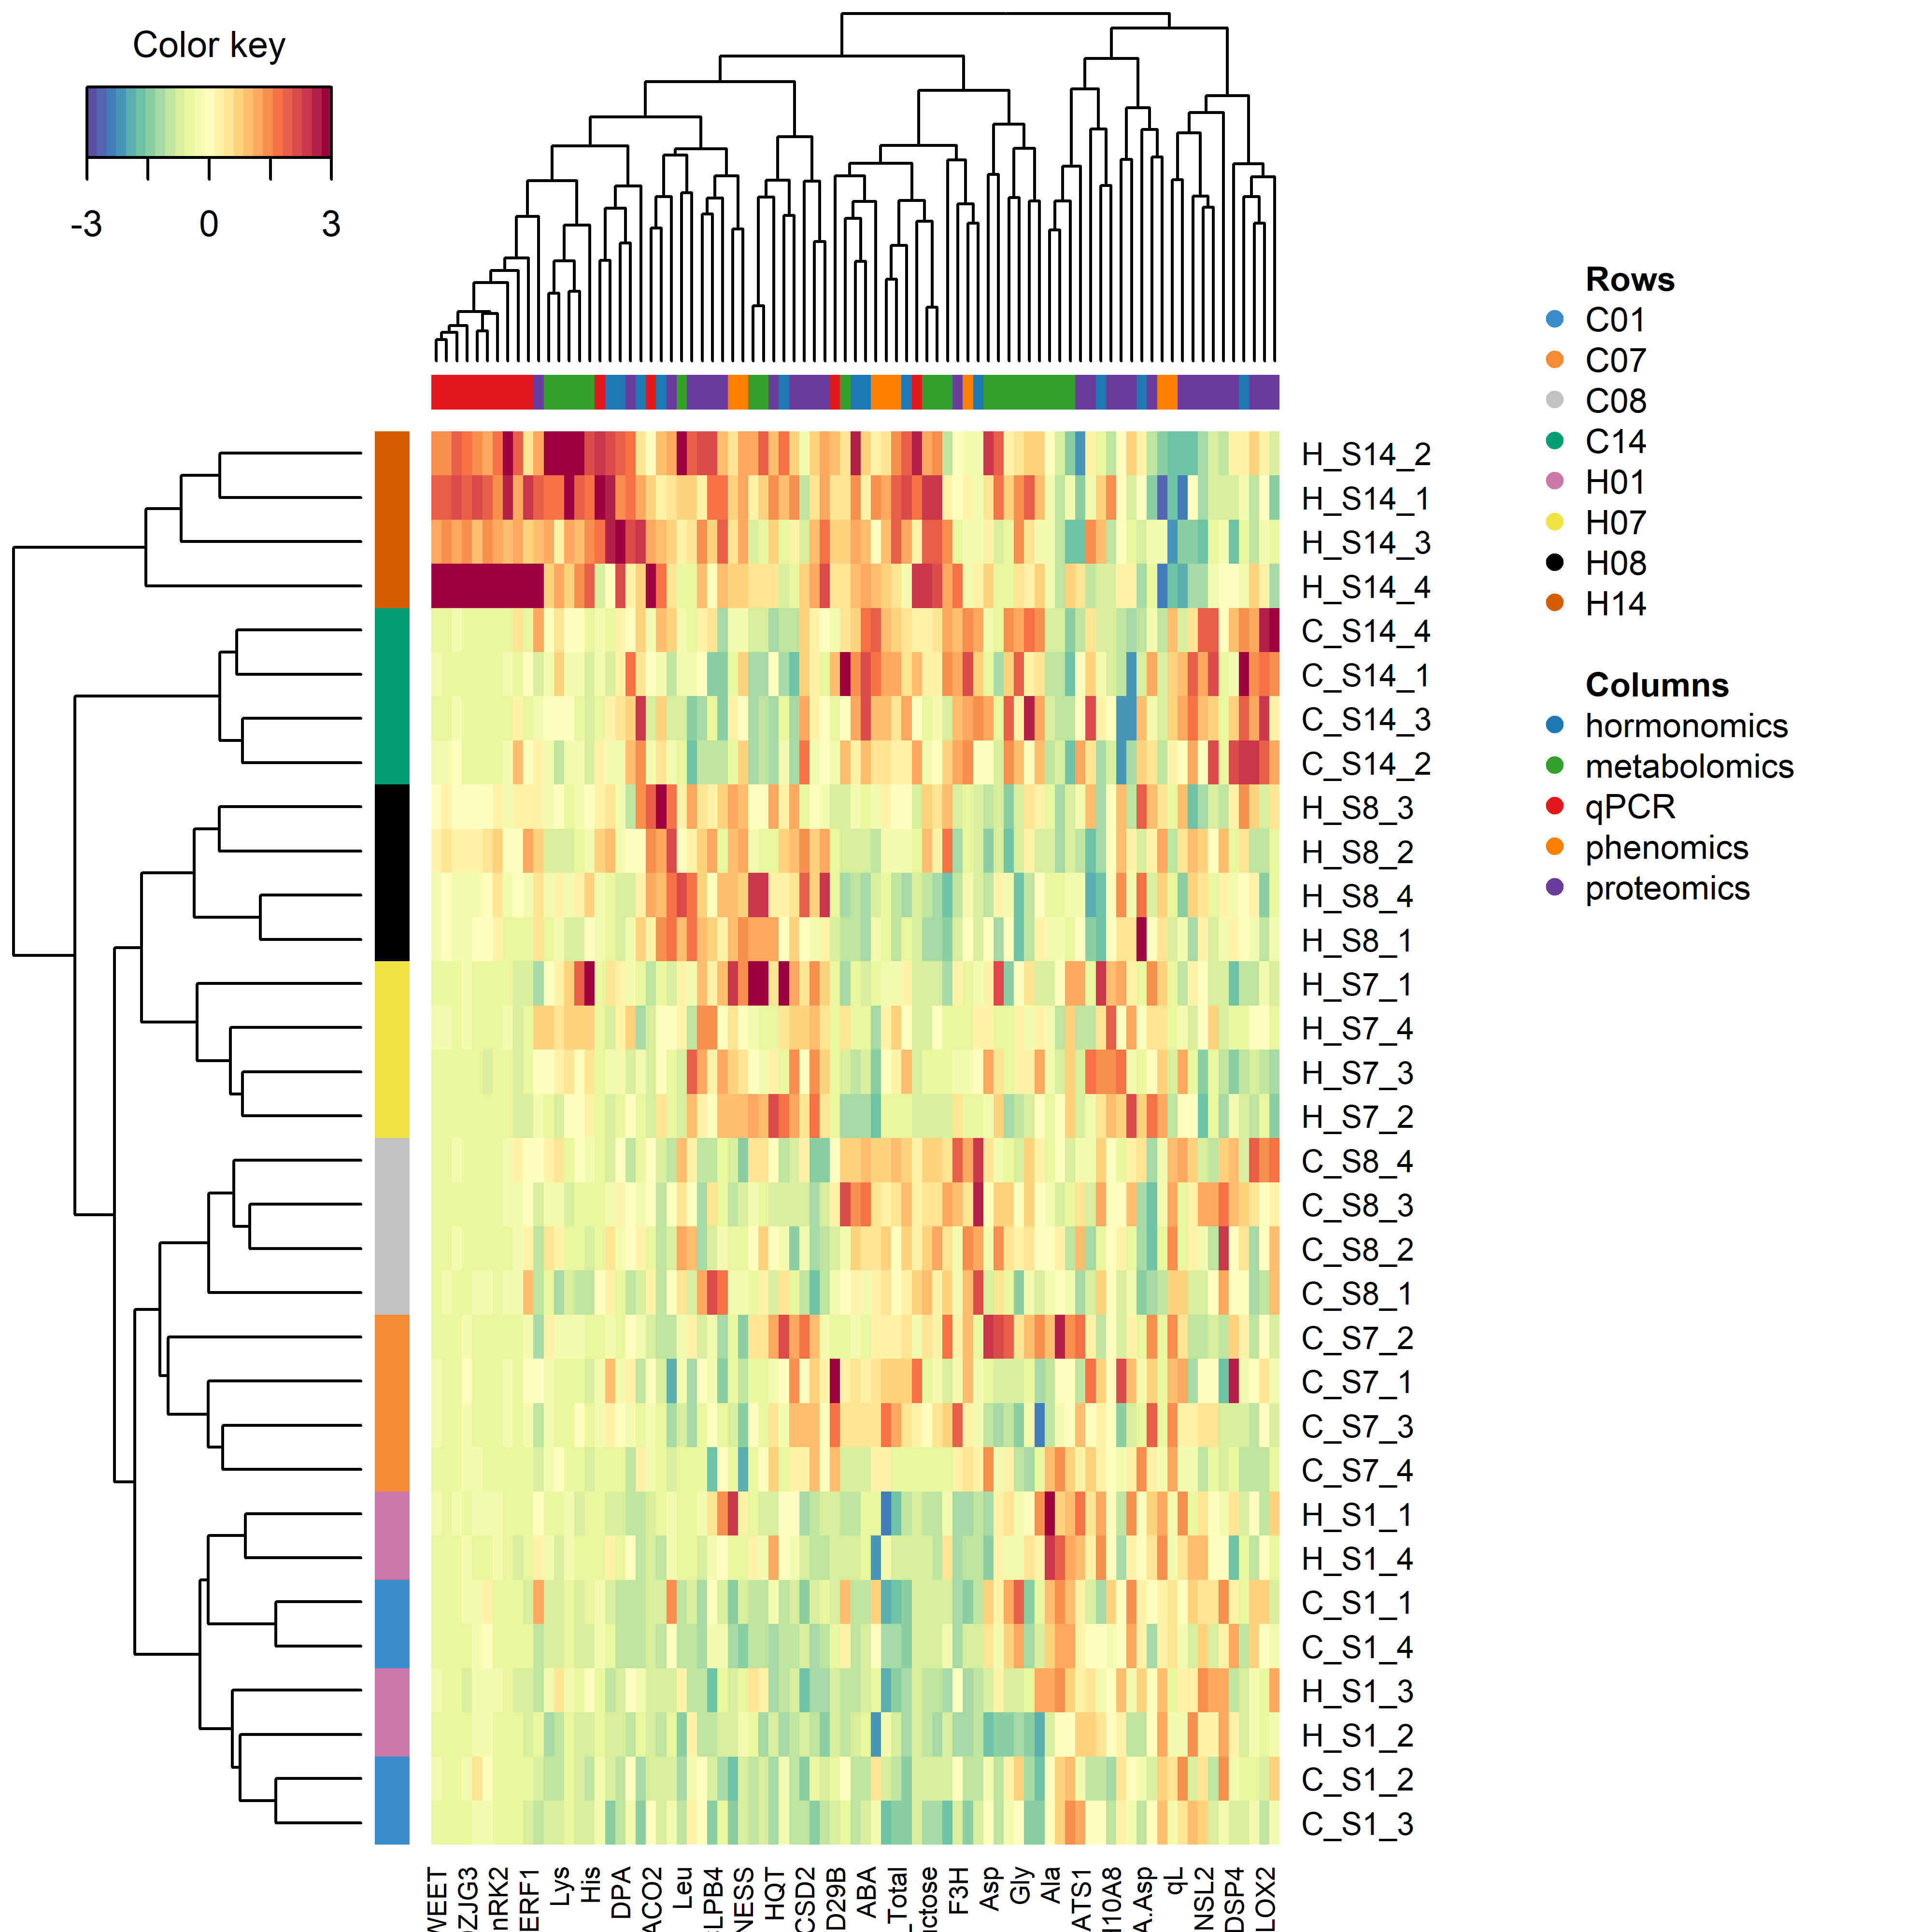 Color key
-3 0 3
Rows
C01
C07
C08
C14
H01
H07
H08
H14
Columns
hormonomics
metabolomics
qPCR
phenomics
proteomics
H_S14_2
H_S14_1
H_S14_3
H_S14_4
C_S14_4
C_S14_1
C_S14_3
C_S14_2
H_S8_3
H_S8_2
H_S8_4
H_S8_1
H_S7_1
H_S7_4
H_S7_3
H_S7_2
C_S8_4
C_S8_3
C_S8_2
C_S8_1
C_S7_2
C_S7_1
C_S7_3
C_S7_4
H_S1_1
H_S1_4
C_S1_1
C_S1_4
H_S1_3
H_S1_2
C_S1_2
C_S1_3
WEET
ZJG3
nRK2
ERF1
Lys
His
DPA
ACO2
Leu
LPB4
NESS
HQT
CSD2
D29B
ABA
_Total
ctose
F3H
Asp
Gly
Ala
ATS1
10A8
A.Asp
qL
NSL2
DSP4
LOX2